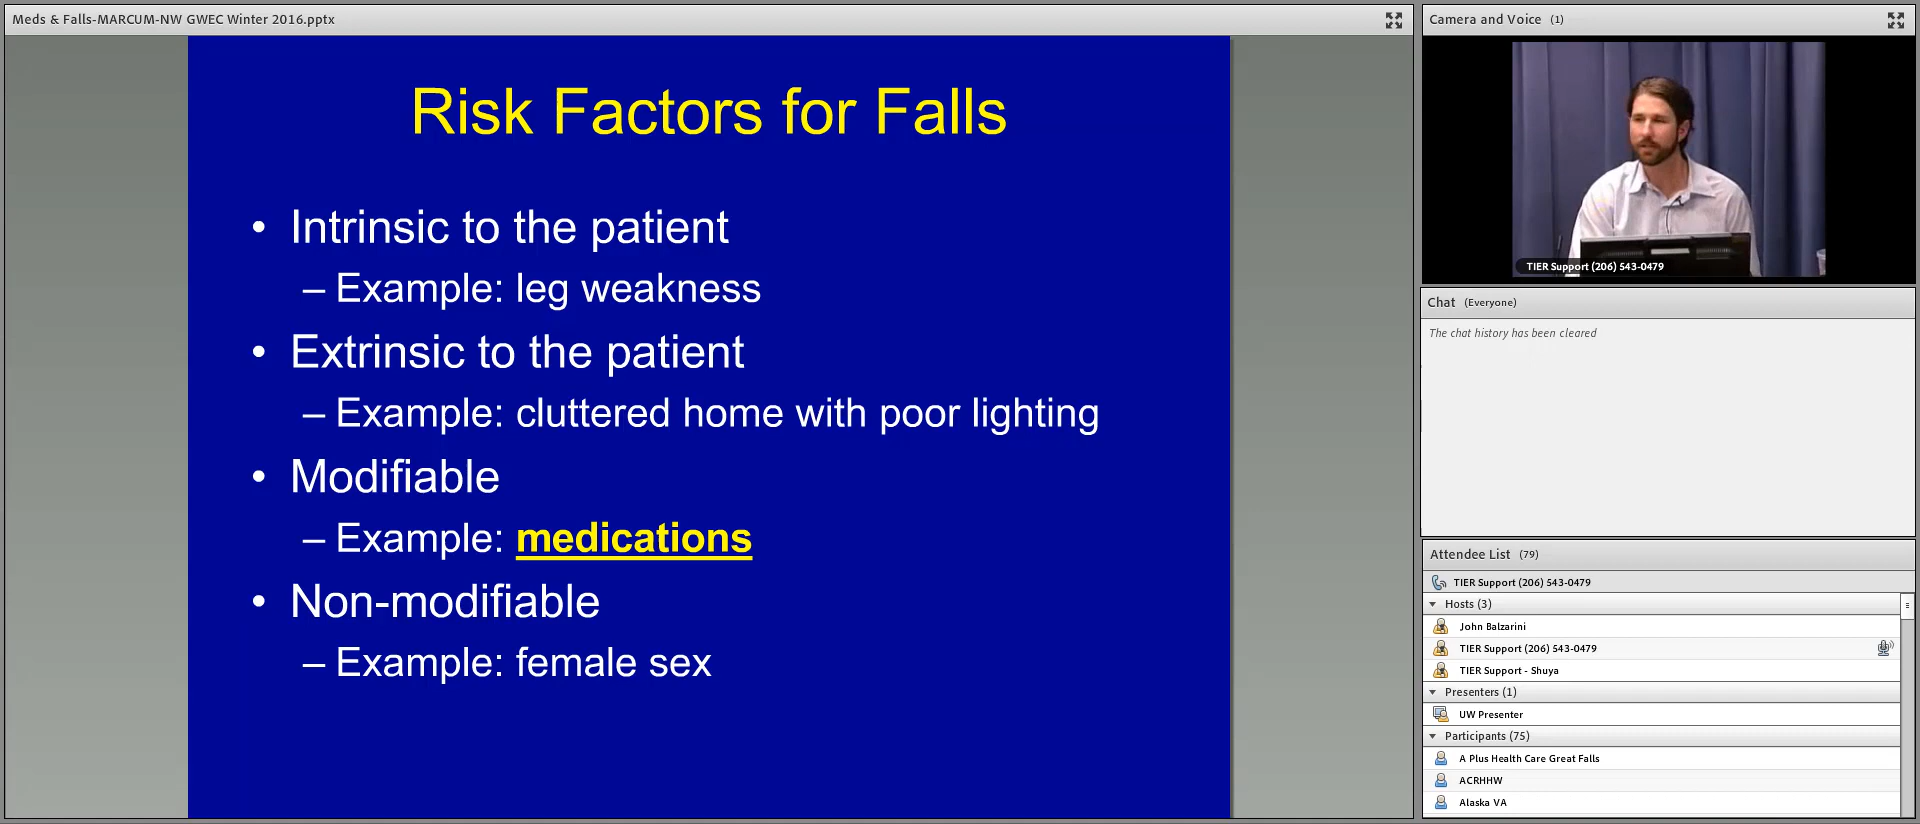 Meds & Falls-MARCUM-NW GWEC Winter 2016.pptx
Risk Factors for Falls
• Intrinsic to the patient
– Example: leg weakness
• Extrinsic to the patient
– Example: cluttered home with poor lighting
• Modifiable
– Example: medications
• Non-modifiable
– Example: female sex
Camera and Voice (1)
TIER Support (206) 543-0479
Chat (Everyone)
The chat history has been cleared
Attendee List (79)
TIER Support (206) 543-0479
Hosts (3)
John Balzarini
TIER Support (206) 543-0479
TIER Support - Shuya
Presenters (1)
UW Presenter
Participants (75)
A Plus Health Care Great Falls
ACRHHW
Alaska VA